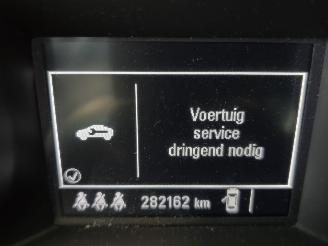 Voertuig
service
dringend nodig
282162 km